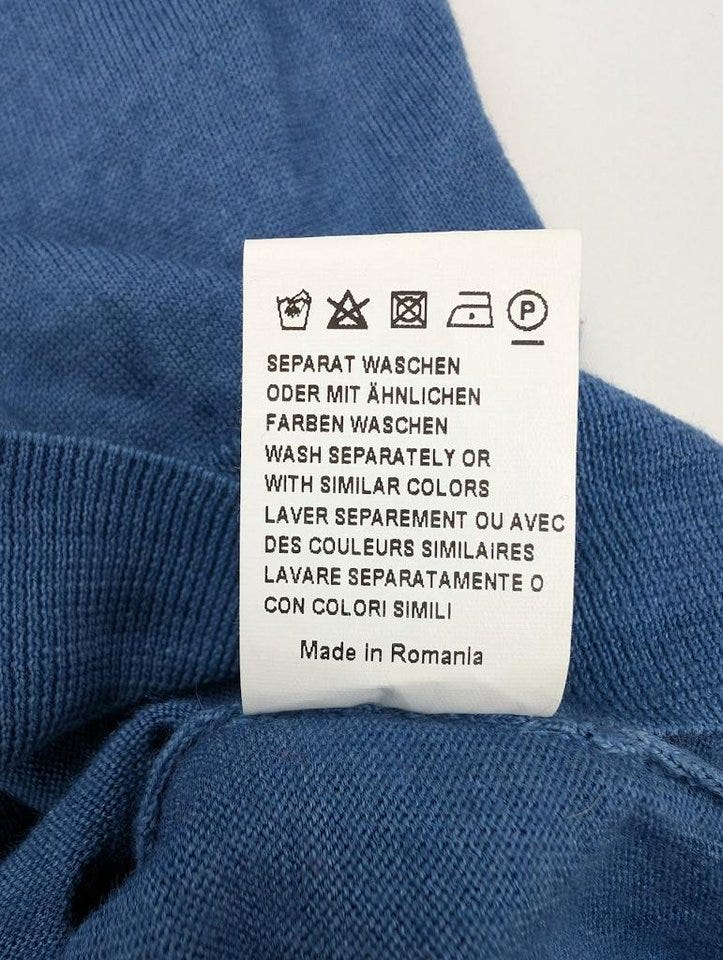 P
SEPARAT WASCHEN
ODER MIT ÄHNLICHEN
FARBEN WASCHEN
WASH SEPARATELY OR
WITH SIMILAR COLORS
LAVER SEPAREMENT OU AVEC
DES COULEURS SIMILAIRES
LAVARE SEPARATAMENTE O
CON COLORI SIMILI
Made in Romania